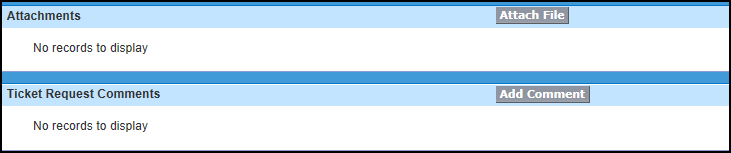 Attachments Attach File
No records to display
Ticket Request Comments Add Comment
No records to display